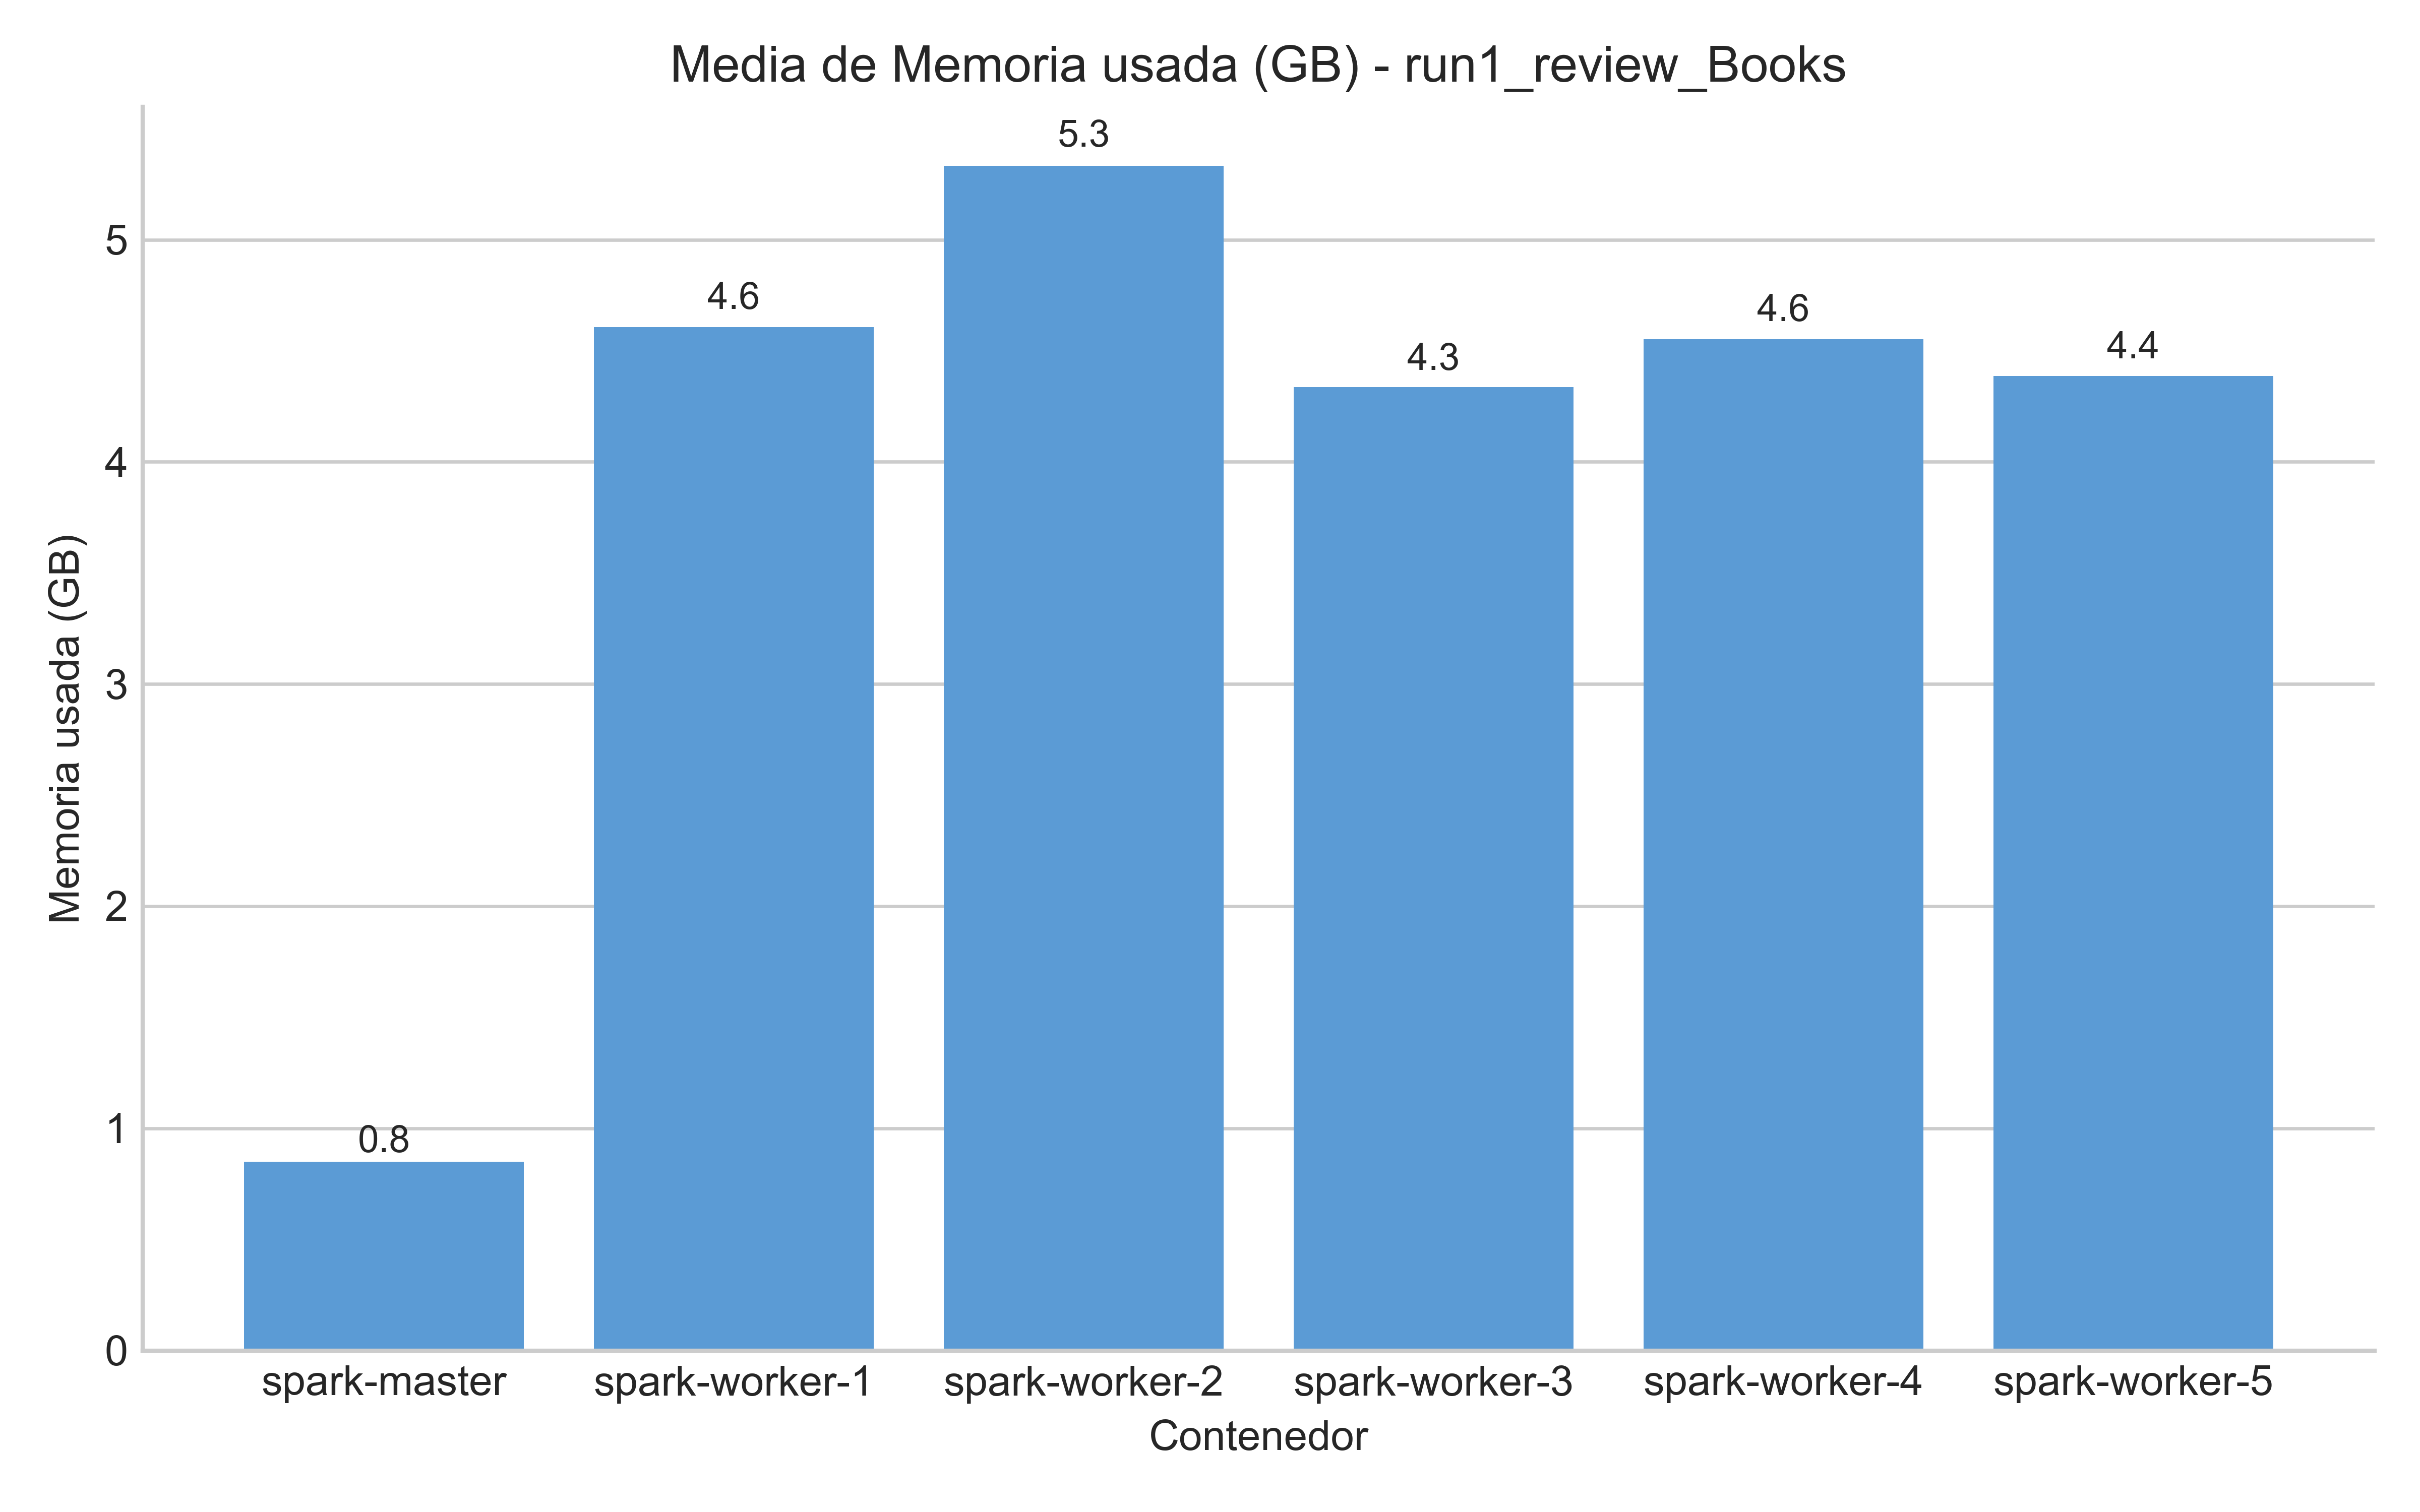 Media de Memoria usada (GB) - run1_review_Books
Memoria usada (GB)
5
4
3
2
1
0
0.8
4.6
5.3
4.3
4.6
4.4
spark-master
spark-worker-1
spark-worker-2
spark-worker-3
spark-worker-4
spark-worker-5
Contenedor